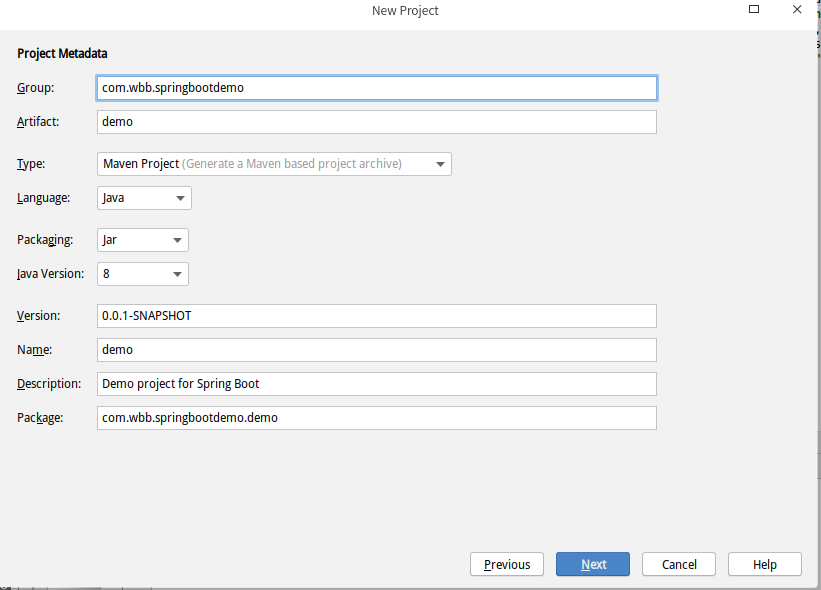 New Project
Project Metadata
Group: com.wbb.springbootdemo
Artifact: demo
Type: Maven Project (Generate a Maven based project archive)
Language: Java
Packaging: Jar
Java Version: 8
Version: 0.0.1-SNAPSHOT
Name: demo
Description: Demo project for Spring Boot
Package: com.wbb.springbootdemo.demo
Previous Next Cancel Help